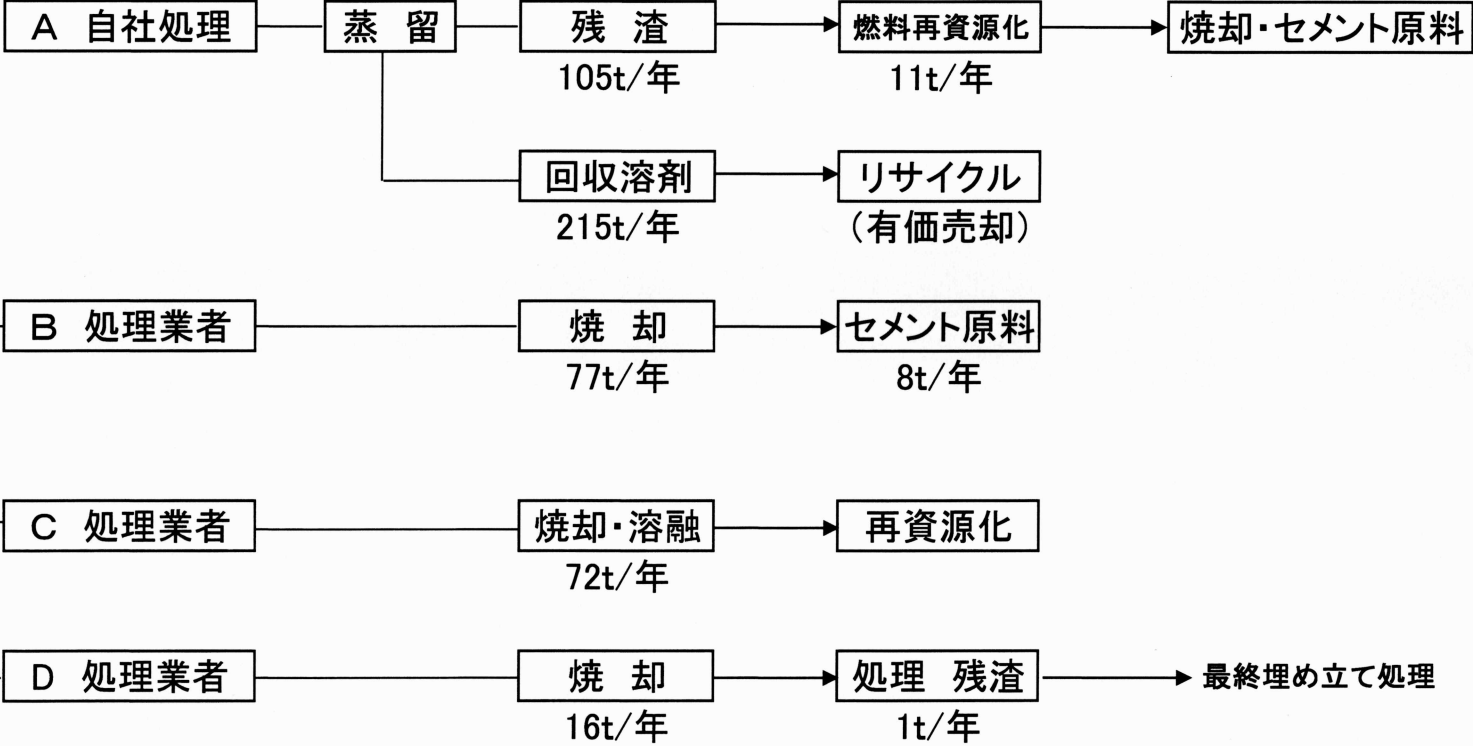 A 自社処理
蒸 留
残 渣
燃料再資源化
焼却・セメント原料
105t/年
11t/年
回収溶剤
リサイクル
215t/年
(有価売却)
B 処理業者
焼 却
セメント原料
77t/年
8t/年
C 処理業者
焼却・溶融
再資源化
72t/年
D 処理業者
焼 却
処理 残渣
最終埋め立て処理
16t/年
1t/年